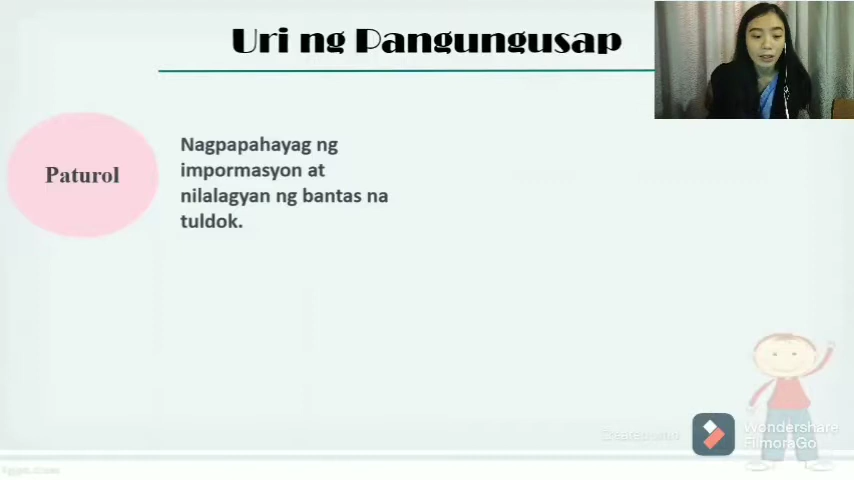 Uri ng Pangungusap
Paturol
Nagpapahayag ng
impormasyon at
nilalagyan ng bantas na
tuldok.
Wondershare
FilmoraGo